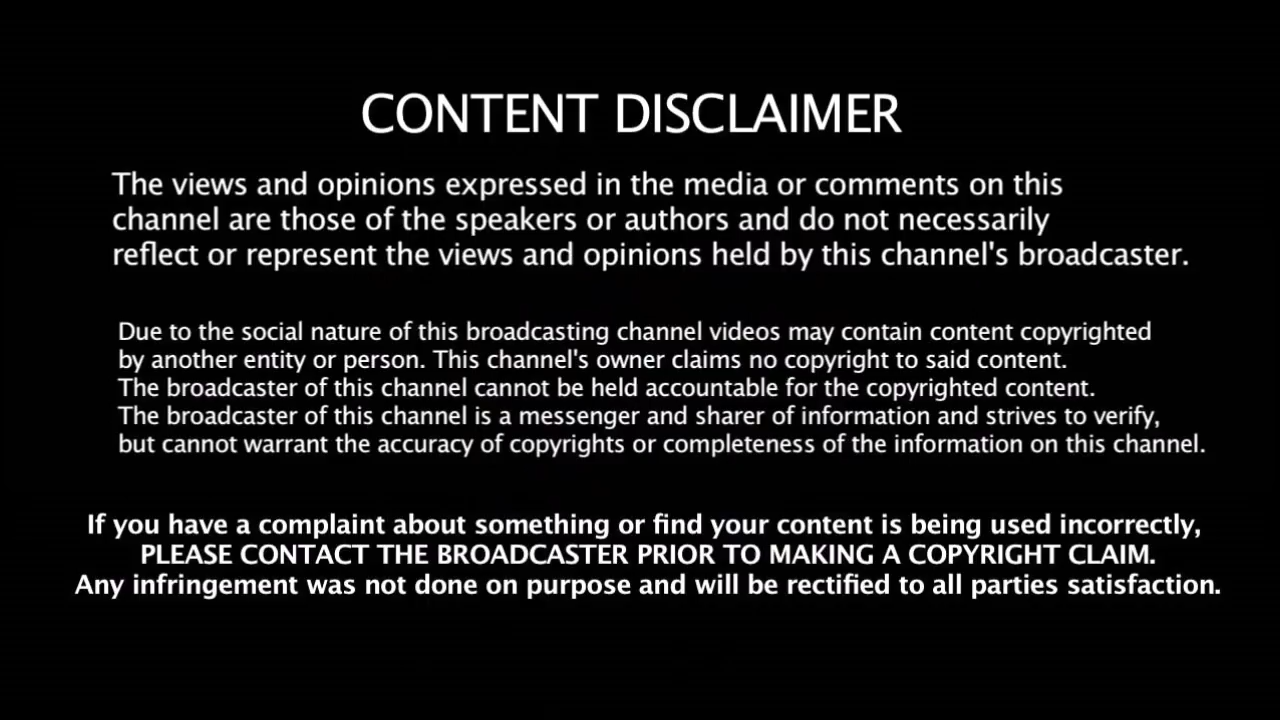 CONTENT DISCLAIMER
The views and opinions expressed in the media or comments on this
channel are those of the speakers or authors and do not necessarily
reflect or represent the views and opinions held by this channel's broadcaster.
Due to the social nature of this broadcasting channel videos may contain content copyrighted
by another entity or person. This channel's owner claims no copyright to said content.
The broadcaster of this channel cannot be held accountable for the copyrighted content.
The broadcaster of this channel is a messenger and sharer of information and strives to verify,
but cannot warrant the accuracy of copyrights or completeness of the information on this channel.
If you have a complaint about something or find your content is being used incorrectly,
PLEASE CONTACT THE BROADCASTER PRIOR TO MAKING A COPYRIGHT CLAIM.
Any infringement was not done on purpose and will be rectified to all parties satisfaction.